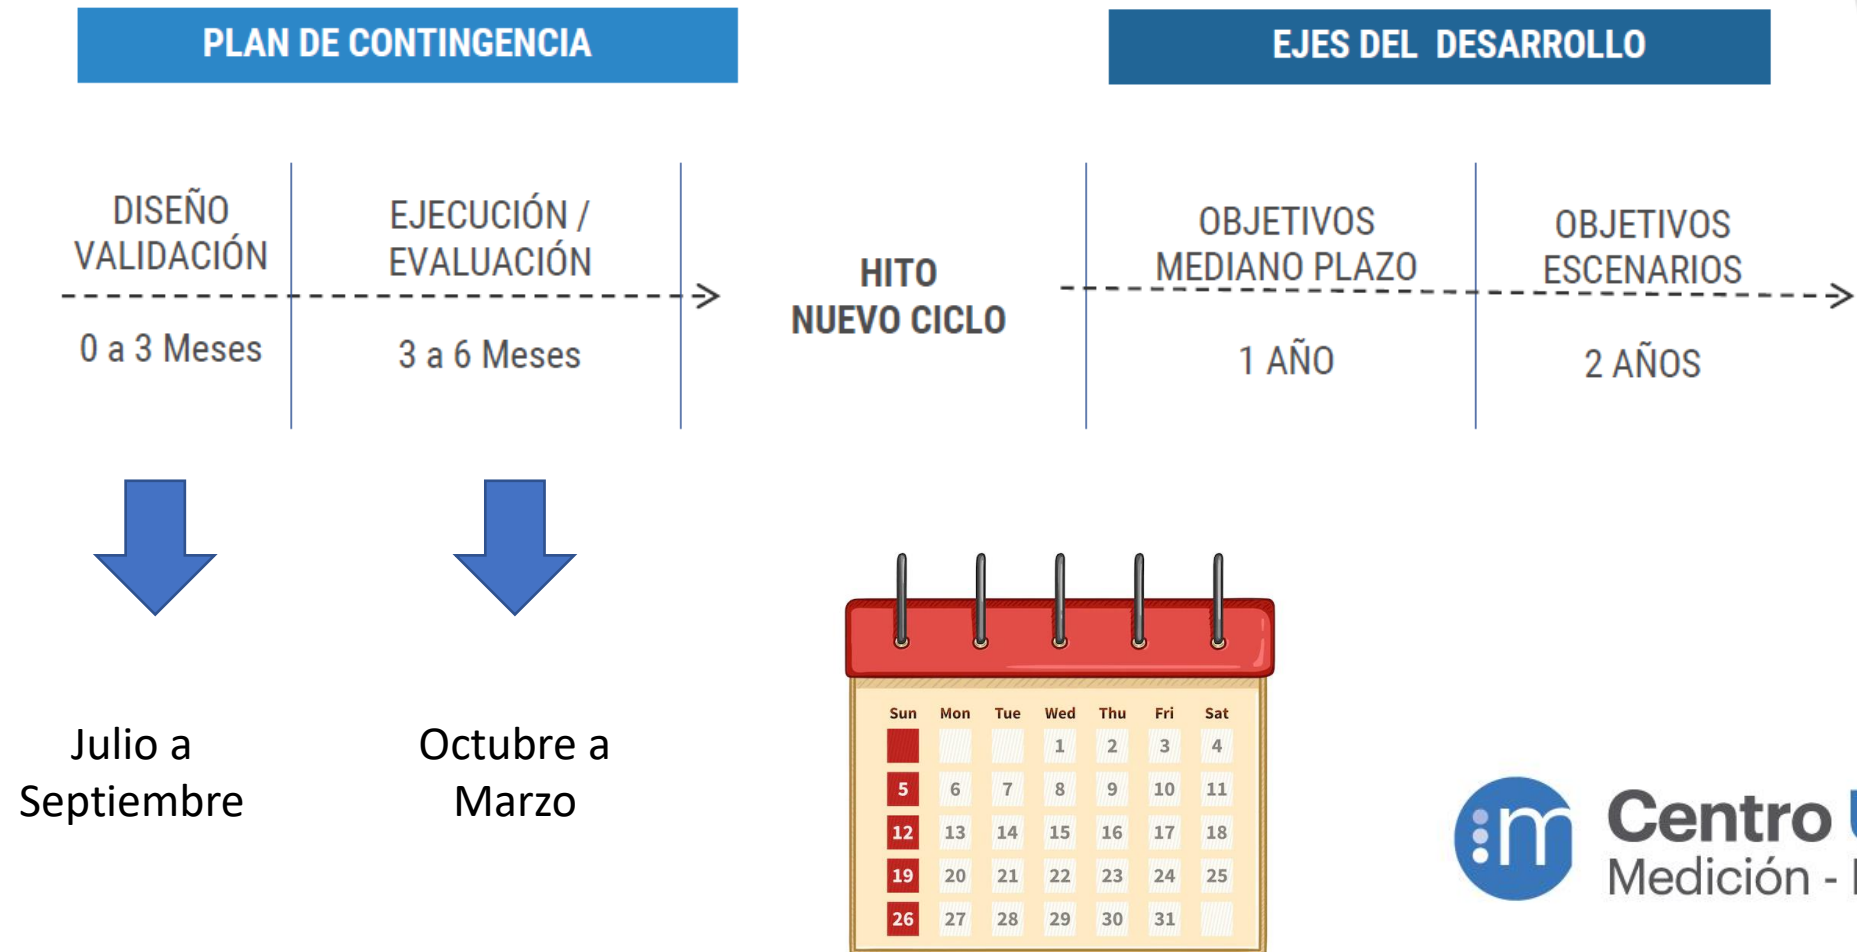 PLAN DE CONTINGENCIA
EJES DEL DESARROLLO
DISEÑO
VALIDACIÓN
0 a 3 Meses
EJECUCIÓN /
EVALUACIÓN
3 a 6 Meses
HITO
NUEVO CICLO
OBJETIVOS
MEDIANO PLAZO
1 AÑO
OBJETIVOS
ESCENARIOS
2 AÑOS
Julio a
Septiembre
Octubre a
Marzo
Sun Mon Tue Wed Thu Fri Sat
1 2 3 4
5 6 7 8 9 10 11
12 13 14 15 16 17 18
19 20 21 22 23 24 25
26 27 28 29 30 31
m Centro
Medición -